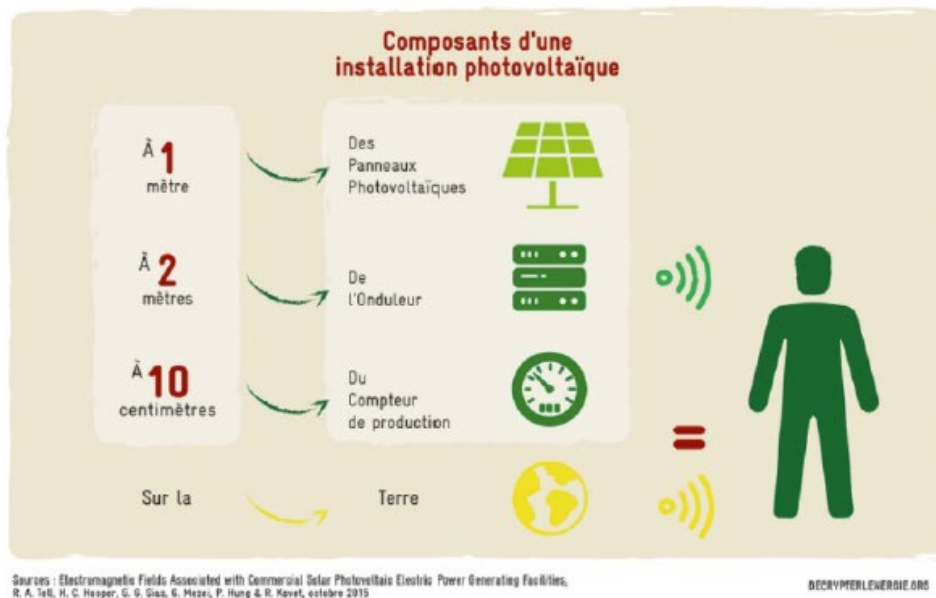 Composants d'une
installation photovoltaïque
À 1
mètre
Des
Panneaux
Photovoltaïques
À 2
mètres
De
l'Onduleur
À 10
centimètres
Du
Compteur
de production
=
Sur la
Terre
Sources : Electromagnetic Fields Associated with Commercial Solar Photovoltaic Electric Power Generating Facilities,
R. A. Tell, H. C. Hooper, G. G. Sias, G. Mezei, P. Hung & R. Kavet, octobre 2015
DECRYPTERLENERGIE.ORG